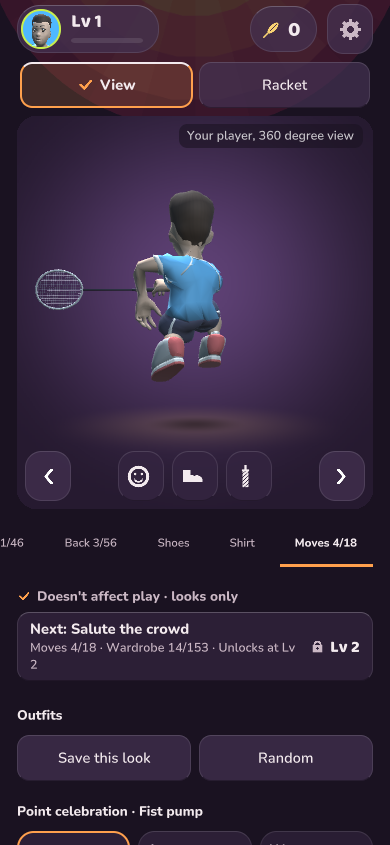 Lv 1
0
View
Racket
Your player, 360 degree view
1/46
Back 3/56
Shoes
Shirt
Moves 4/18
Doesn't affect play · looks only
Next: Salute the crowd
Moves 4/18 · Wardrobe 14/153 · Unlocks at Lv
2
Lv 2
Outfits
Save this look
Random
Point celebration · Fist pump